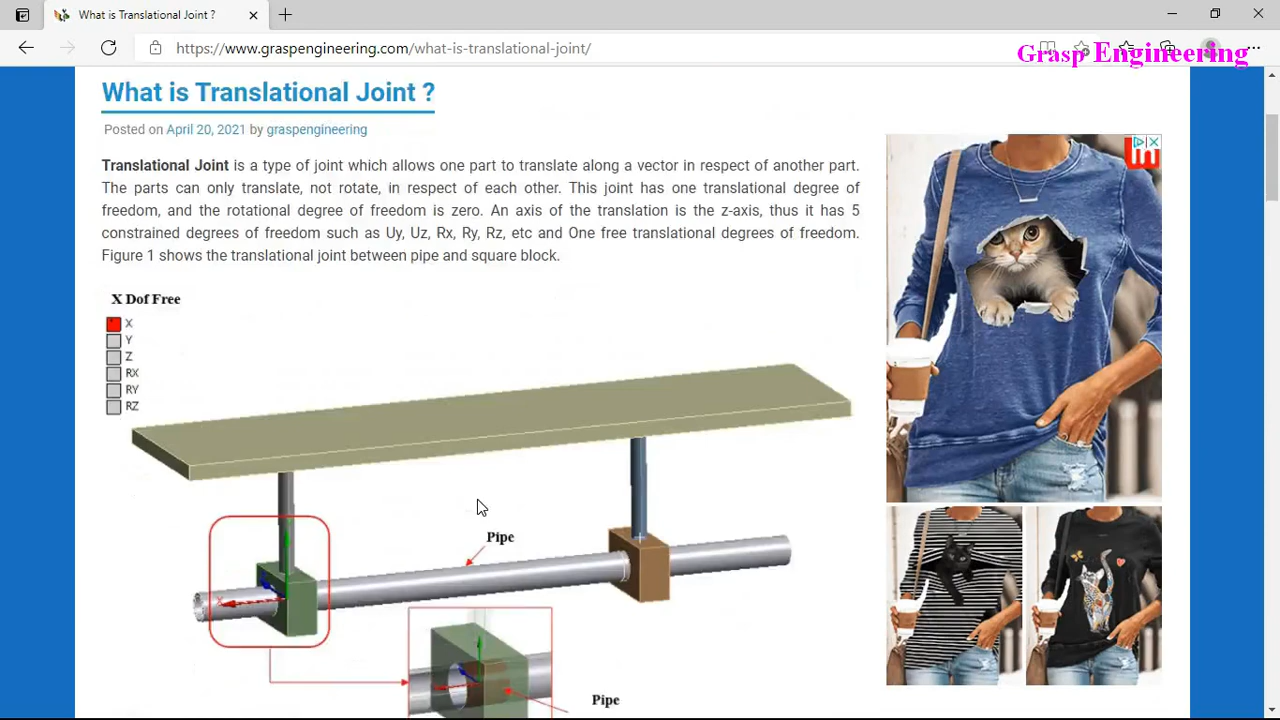 What is Translational Joint ?
https://www.graspengineering.com/what-is-translational-joint/
Grasp Engineering
What is Translational Joint ?
Posted on April 20, 2021 by graspengineering
Translational Joint is a type of joint which allows one part to translate along a vector in respect of another part.
The parts can only translate, not rotate, in respect of each other. This joint has one translational degree of
freedom, and the rotational degree of freedom is zero. An axis of the translation is the z-axis, thus it has 5
constrained degrees of freedom such as Uy, Uz, Rx, Ry, Rz, etc and One free translational degrees of freedom.
Figure 1 shows the translational joint between pipe and square block.
X Dof Free
X
Y
Z
RX
RY
RZ
Pipe
X
Pipe